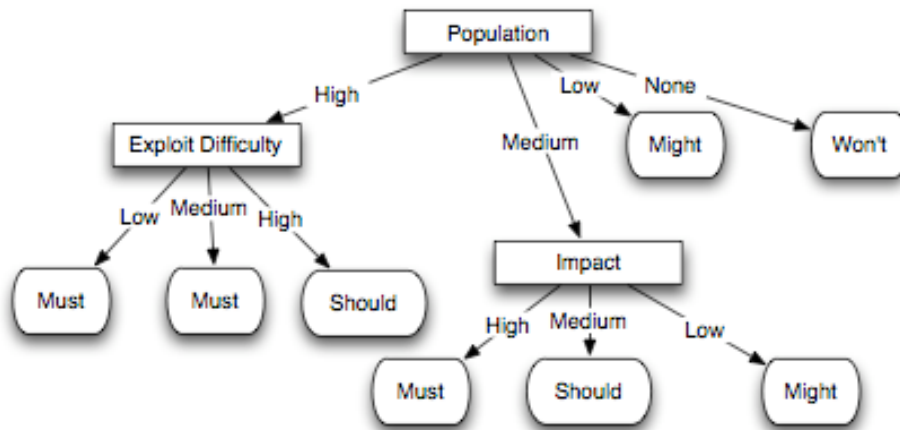 Population
High
Low
None
Exploit Difficulty
Medium
Might
Won't
Low
Medium
High
Impact
Must
Must
Should
High
Medium
Low
Must
Should
Might